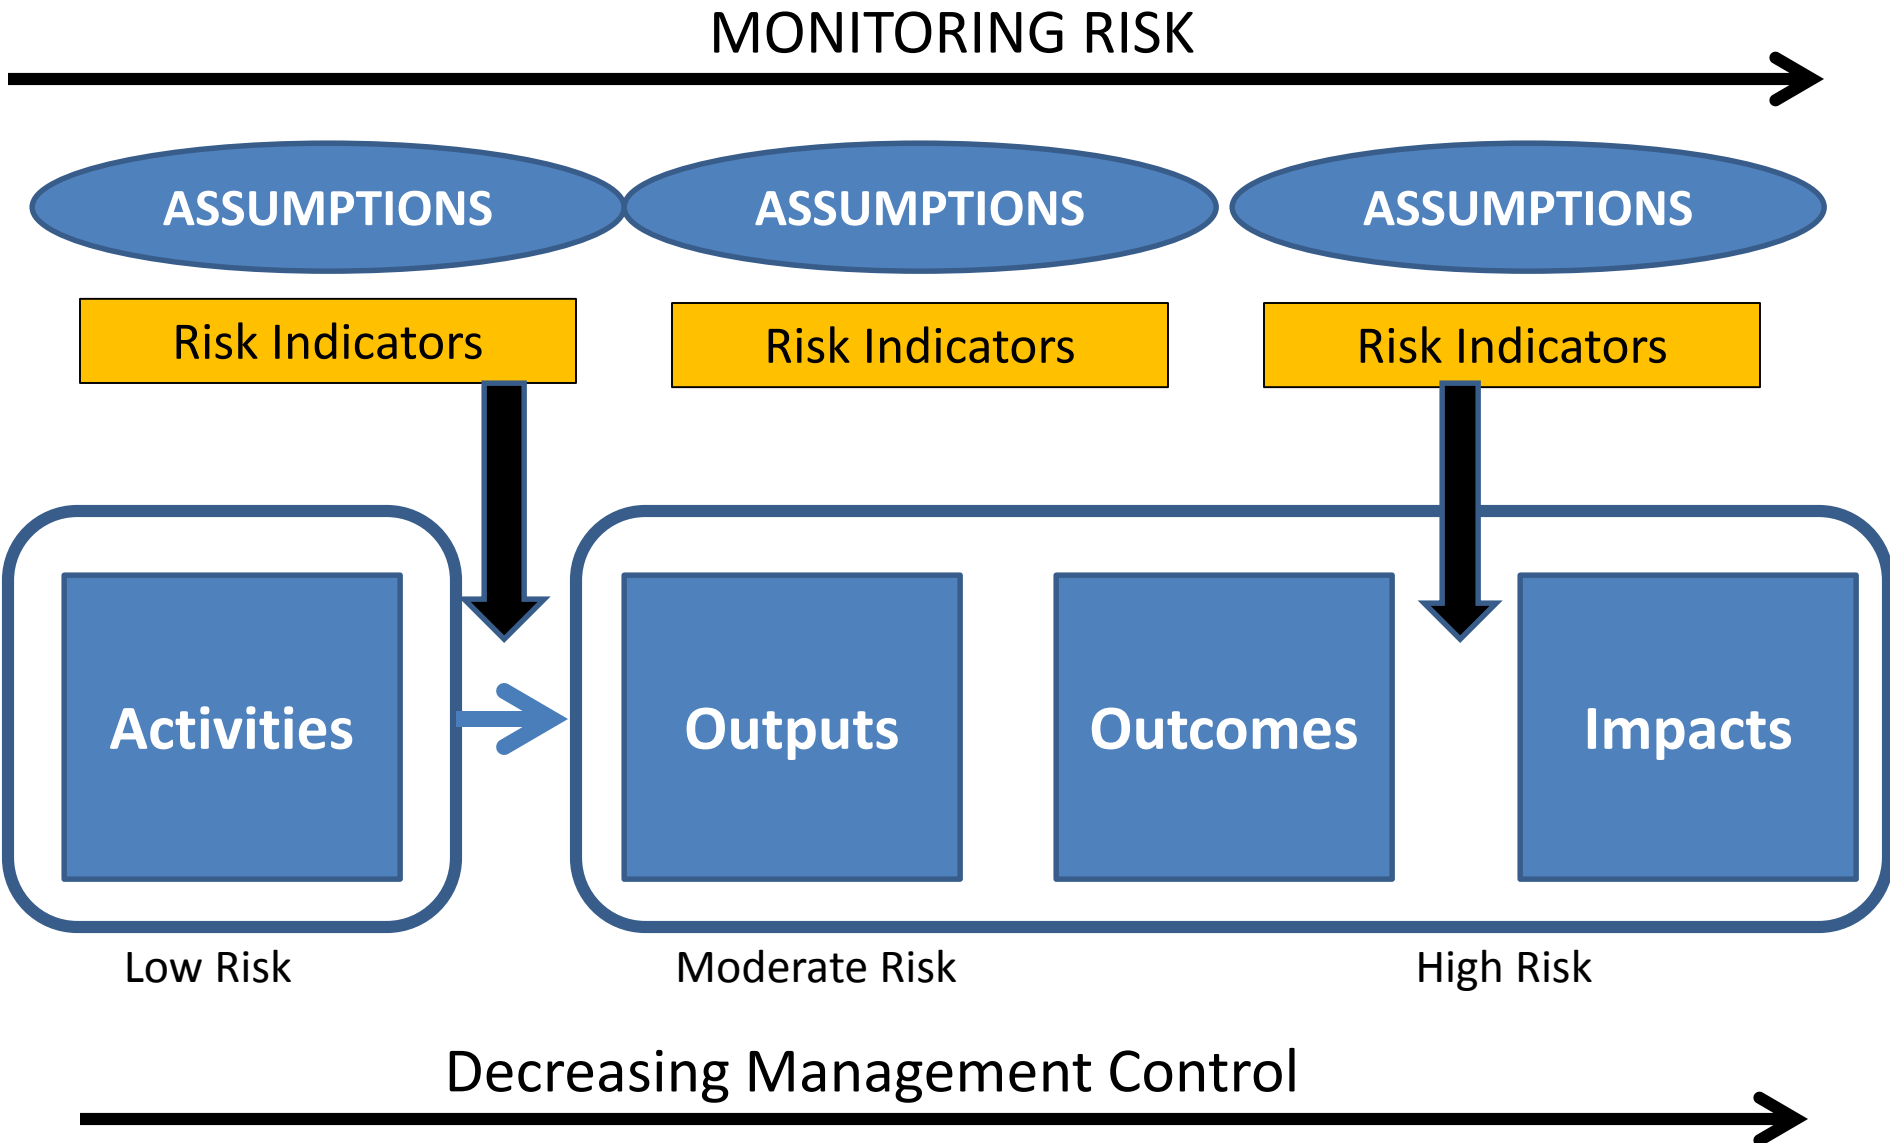 MONITORING RISK
ASSUMPTIONS
ASSUMPTIONS
ASSUMPTIONS
Risk Indicators
Risk Indicators
Risk Indicators
Activities
Outputs
Outcomes
Impacts
Low Risk
Moderate Risk
High Risk
Decreasing Management Control